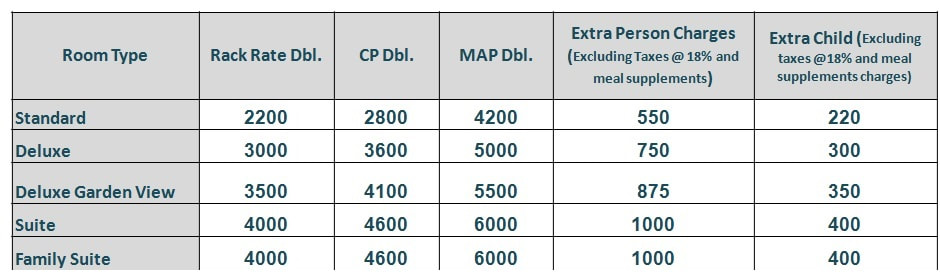 Room Type Rack Rate Dbl. CP Dbl. MAP Dbl. Extra Person Charges (Excluding Taxes @ 18% and meal supplements) Extra Child (Excluding taxes @18% and meal supplements charges)
Standard 2200 2800 4200 550 220
Deluxe 3000 3600 5000 750 300
Deluxe Garden View 3500 4100 5500 875 350
Suite 4000 4600 6000 1000 400
Family Suite 4000 4600 6000 1000 400